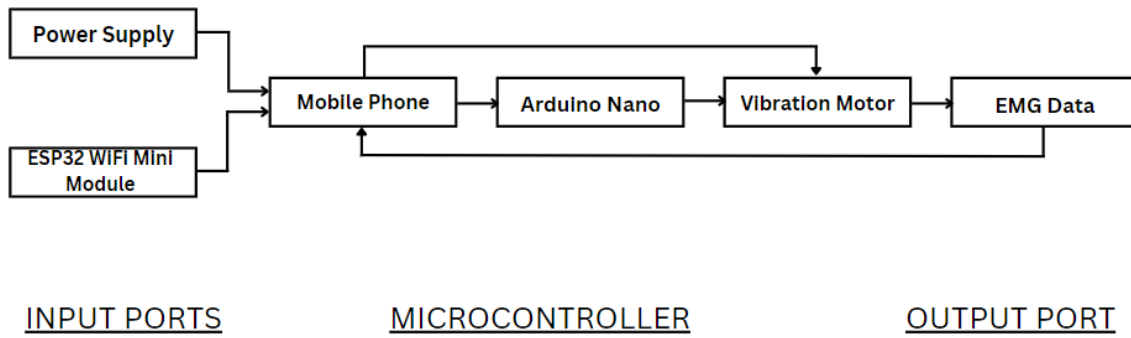 Power Supply
Mobile Phone
Arduino Nano
Vibration Motor
EMG Data
ESP32 WIFI Mini
Module
INPUT PORTS
MICROCONTROLLER
OUTPUT PORT